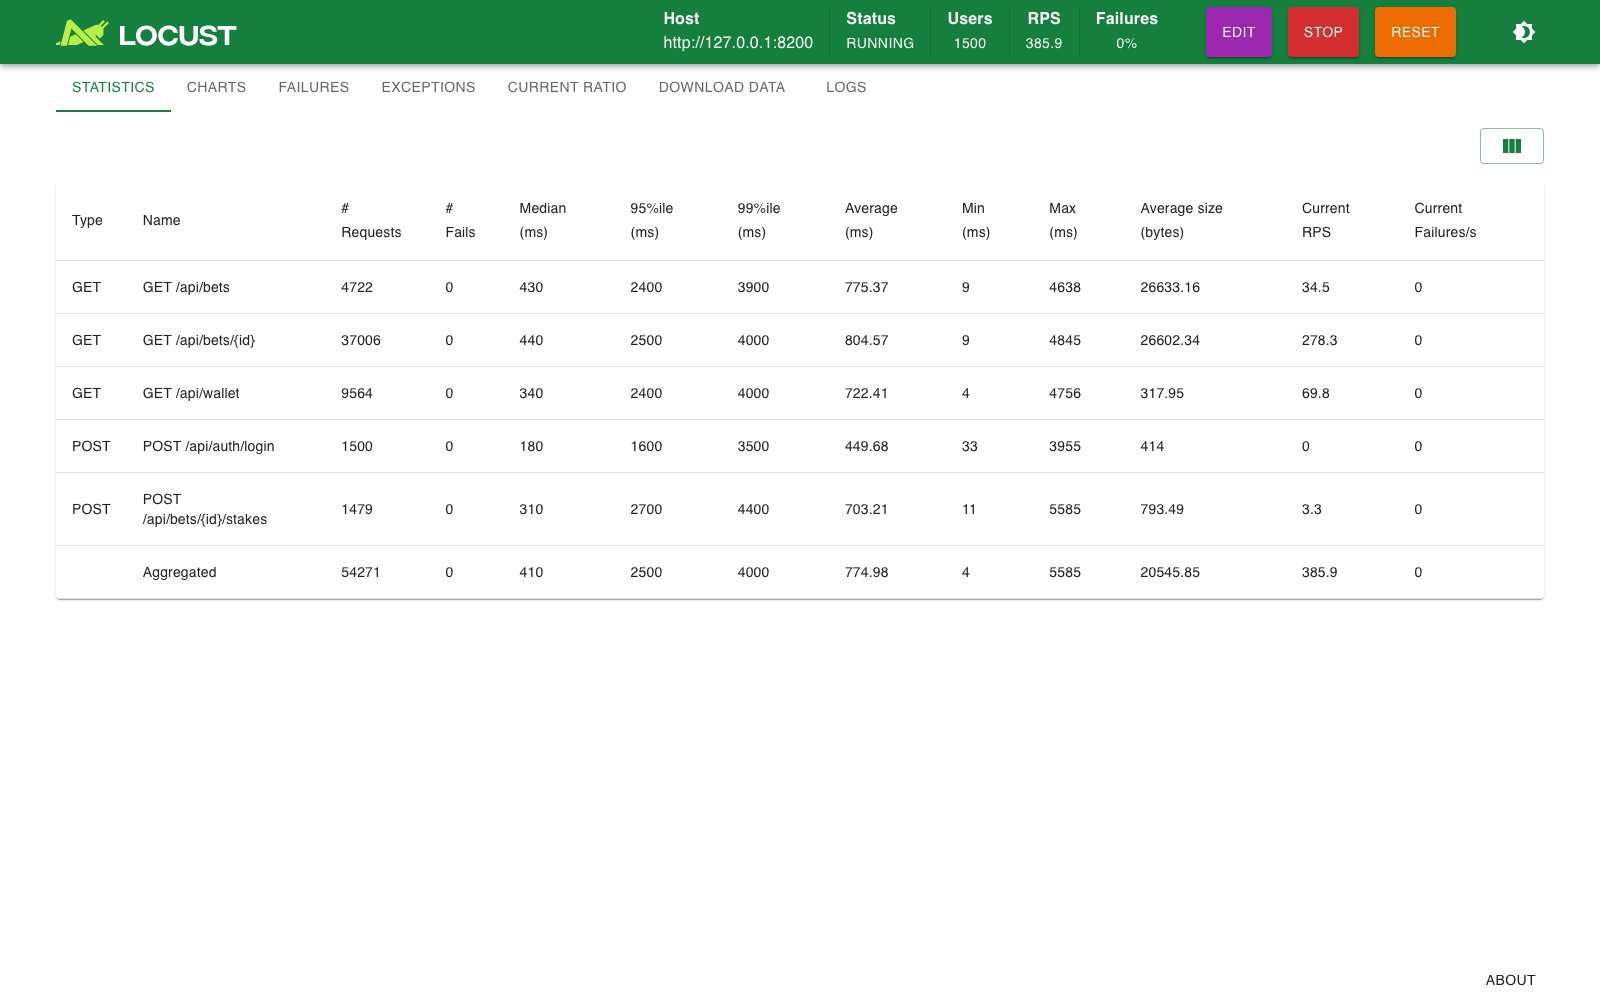 LOCUST
Host
http://127.0.0.1:8200
Status
RUNNING
Users
1500
RPS
385.9
Failures
0%
EDIT
STOP
RESET
STATISTICS CHARTS FAILURES EXCEPTIONS CURRENT RATIO DOWNLOAD DATA LOGS
Type Name # Requests # Fails Median (ms) 95%ile (ms) 99%ile (ms) Average (ms) Min (ms) Max (ms) Average size (bytes) Current RPS Current Failures/s
GET GET /api/bets 4722 0 430 2400 3900 775.37 9 4638 26633.16 34.5 0
GET GET /api/bets/{id} 37006 0 440 2500 4000 804.57 9 4845 26602.34 278.3 0
GET GET /api/wallet 9564 0 340 2400 4000 722.41 4 4756 317.95 69.8 0
POST POST /api/auth/login 1500 0 180 1600 3500 449.68 33 3955 414 0 0
POST POST /api/bets/{id}/stakes 1479 0 310 2700 4400 703.21 11 5585 793.49 3.3 0
Aggregated 54271 0 410 2500 4000 774.98 4 5585 20545.85 385.9 0
ABOUT